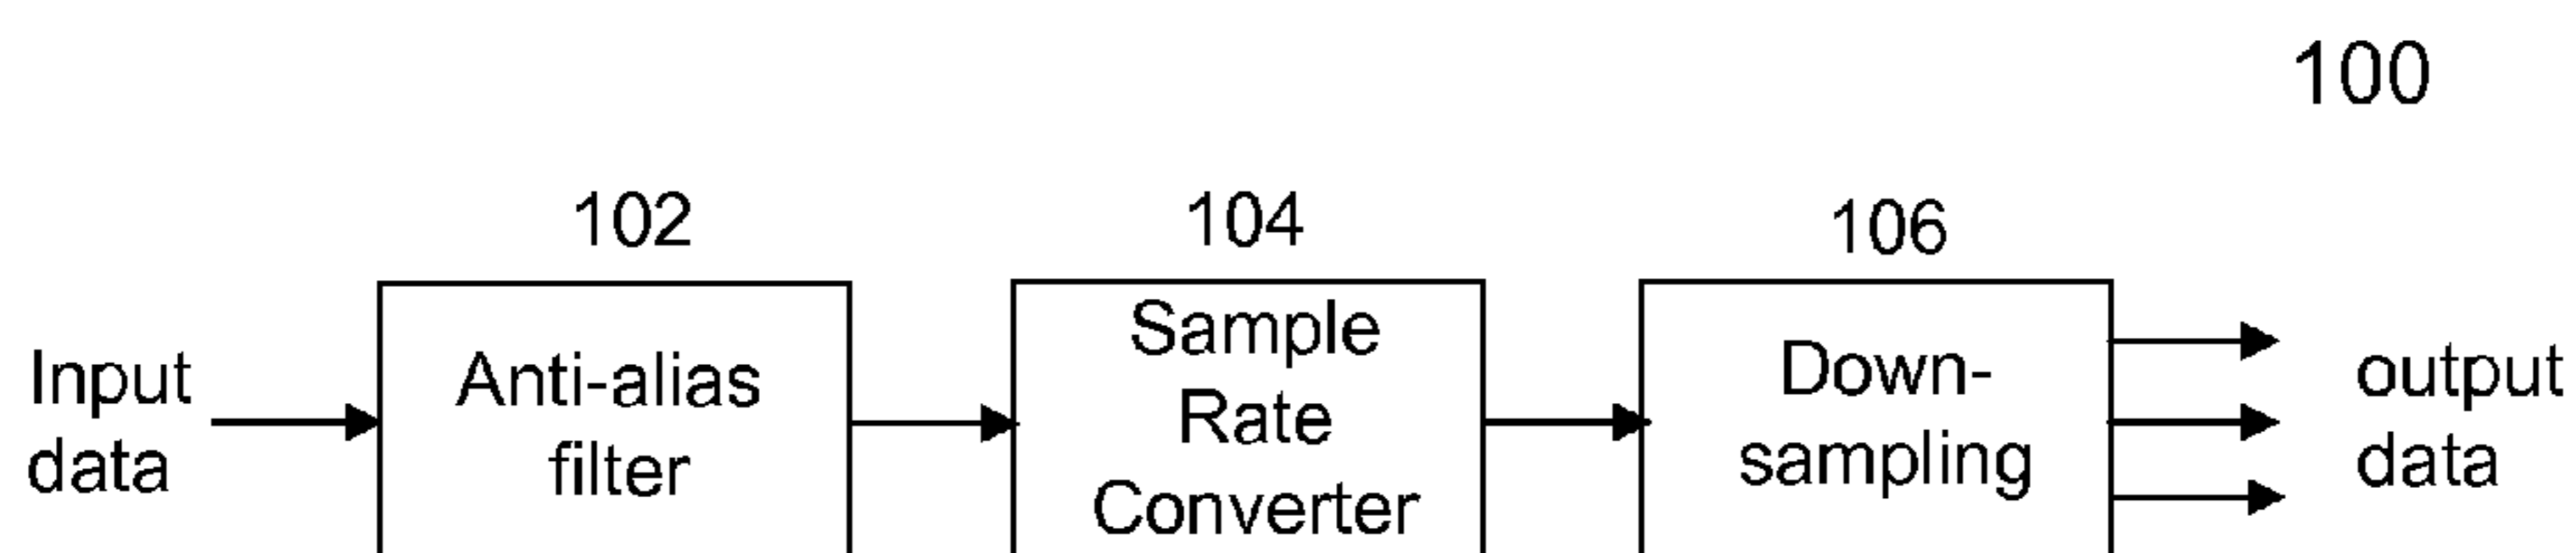 100
102
104
106
Input
data
Anti-alias
filter
Sample
Rate
Converter
Down-
sampling
output
data